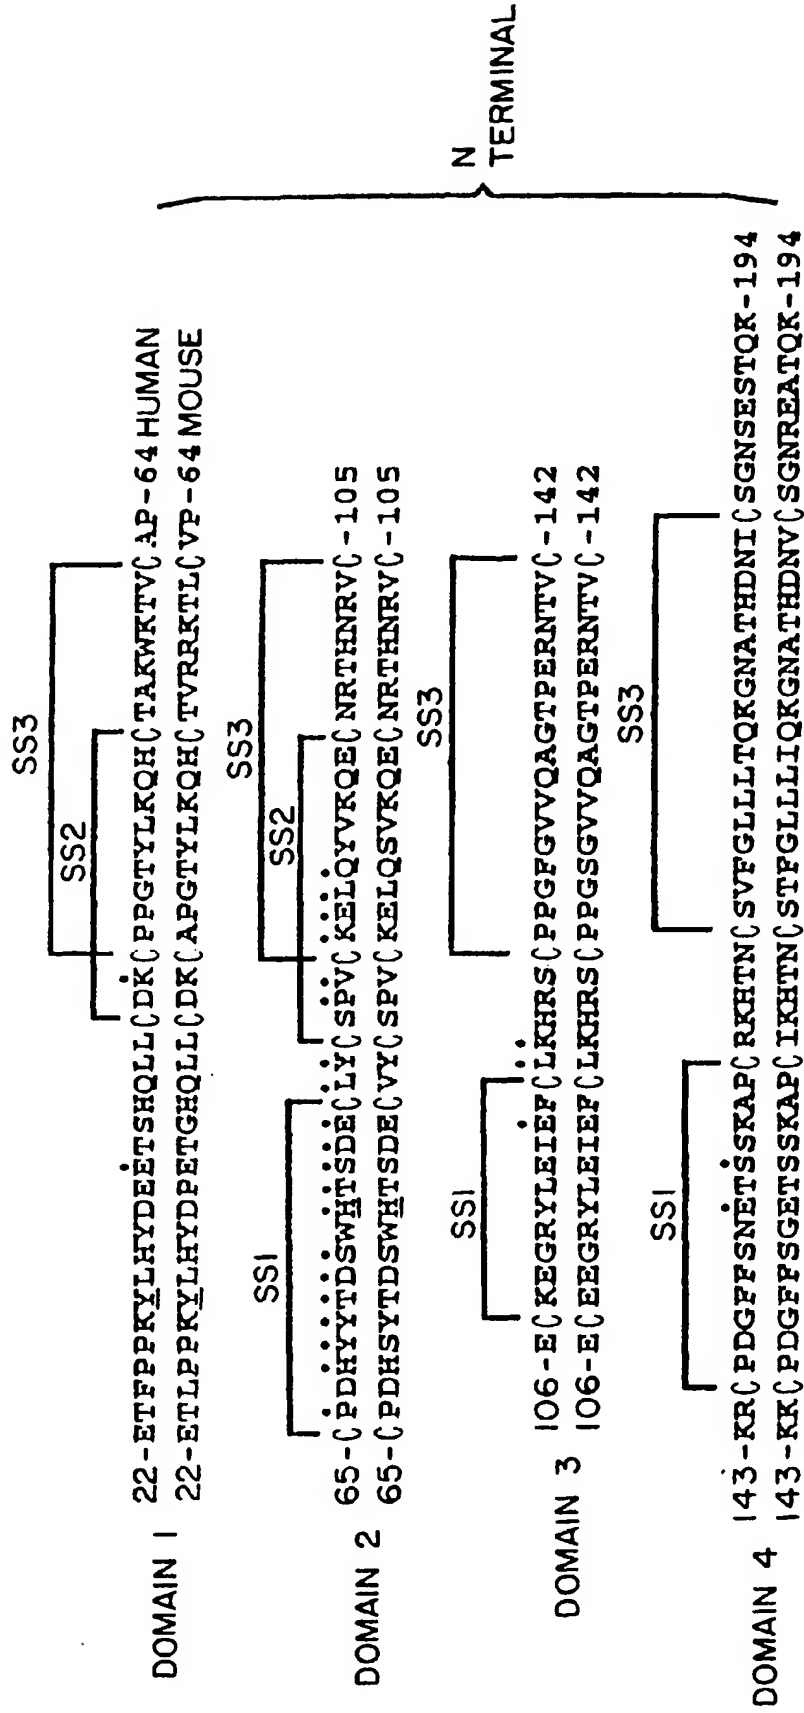 SS3
SS2
DOMAIN 1 22-ETFPPKYLHYDEETSHQLLCDKCPPGTYLKQHCTAKWKTVCAP-64 HUMAN
22-ETLPPKYLHYDPETGHQLLCDKCAPGTYLKQHCTVRRKTLCVP-64 MOUSE
SS3
SS1 SS2
DOMAIN 2 65-CPDHYYTDSWHTSDECLYCSPVCKELQYVKQECNRTHNRVC-105
65-CPDHSYTDSWHTSDECVYCSPVCKELQSVKQECNRTHNRVC-105
SS1 SS3
DOMAIN 3 106-ECKEGRYLEIEFCLKHRSCPPGFGVVQAGTPERNTVC-142
106-ECEEGRYLEIEFCLKHRSCPPGSGVVQAGTPERNTVC-142
SS1 SS3
DOMAIN 4 143-KRCPDGFFSNETSSKAPCRKHTNCSVFGLLLTQKGNATHDNICSGNSESTQK-194
143-KKCPDGFFSGETSSKAPCIKHTNCSTFGLLLIQKGNATHDNVCSGNREATQK-194
N
TERMINAL